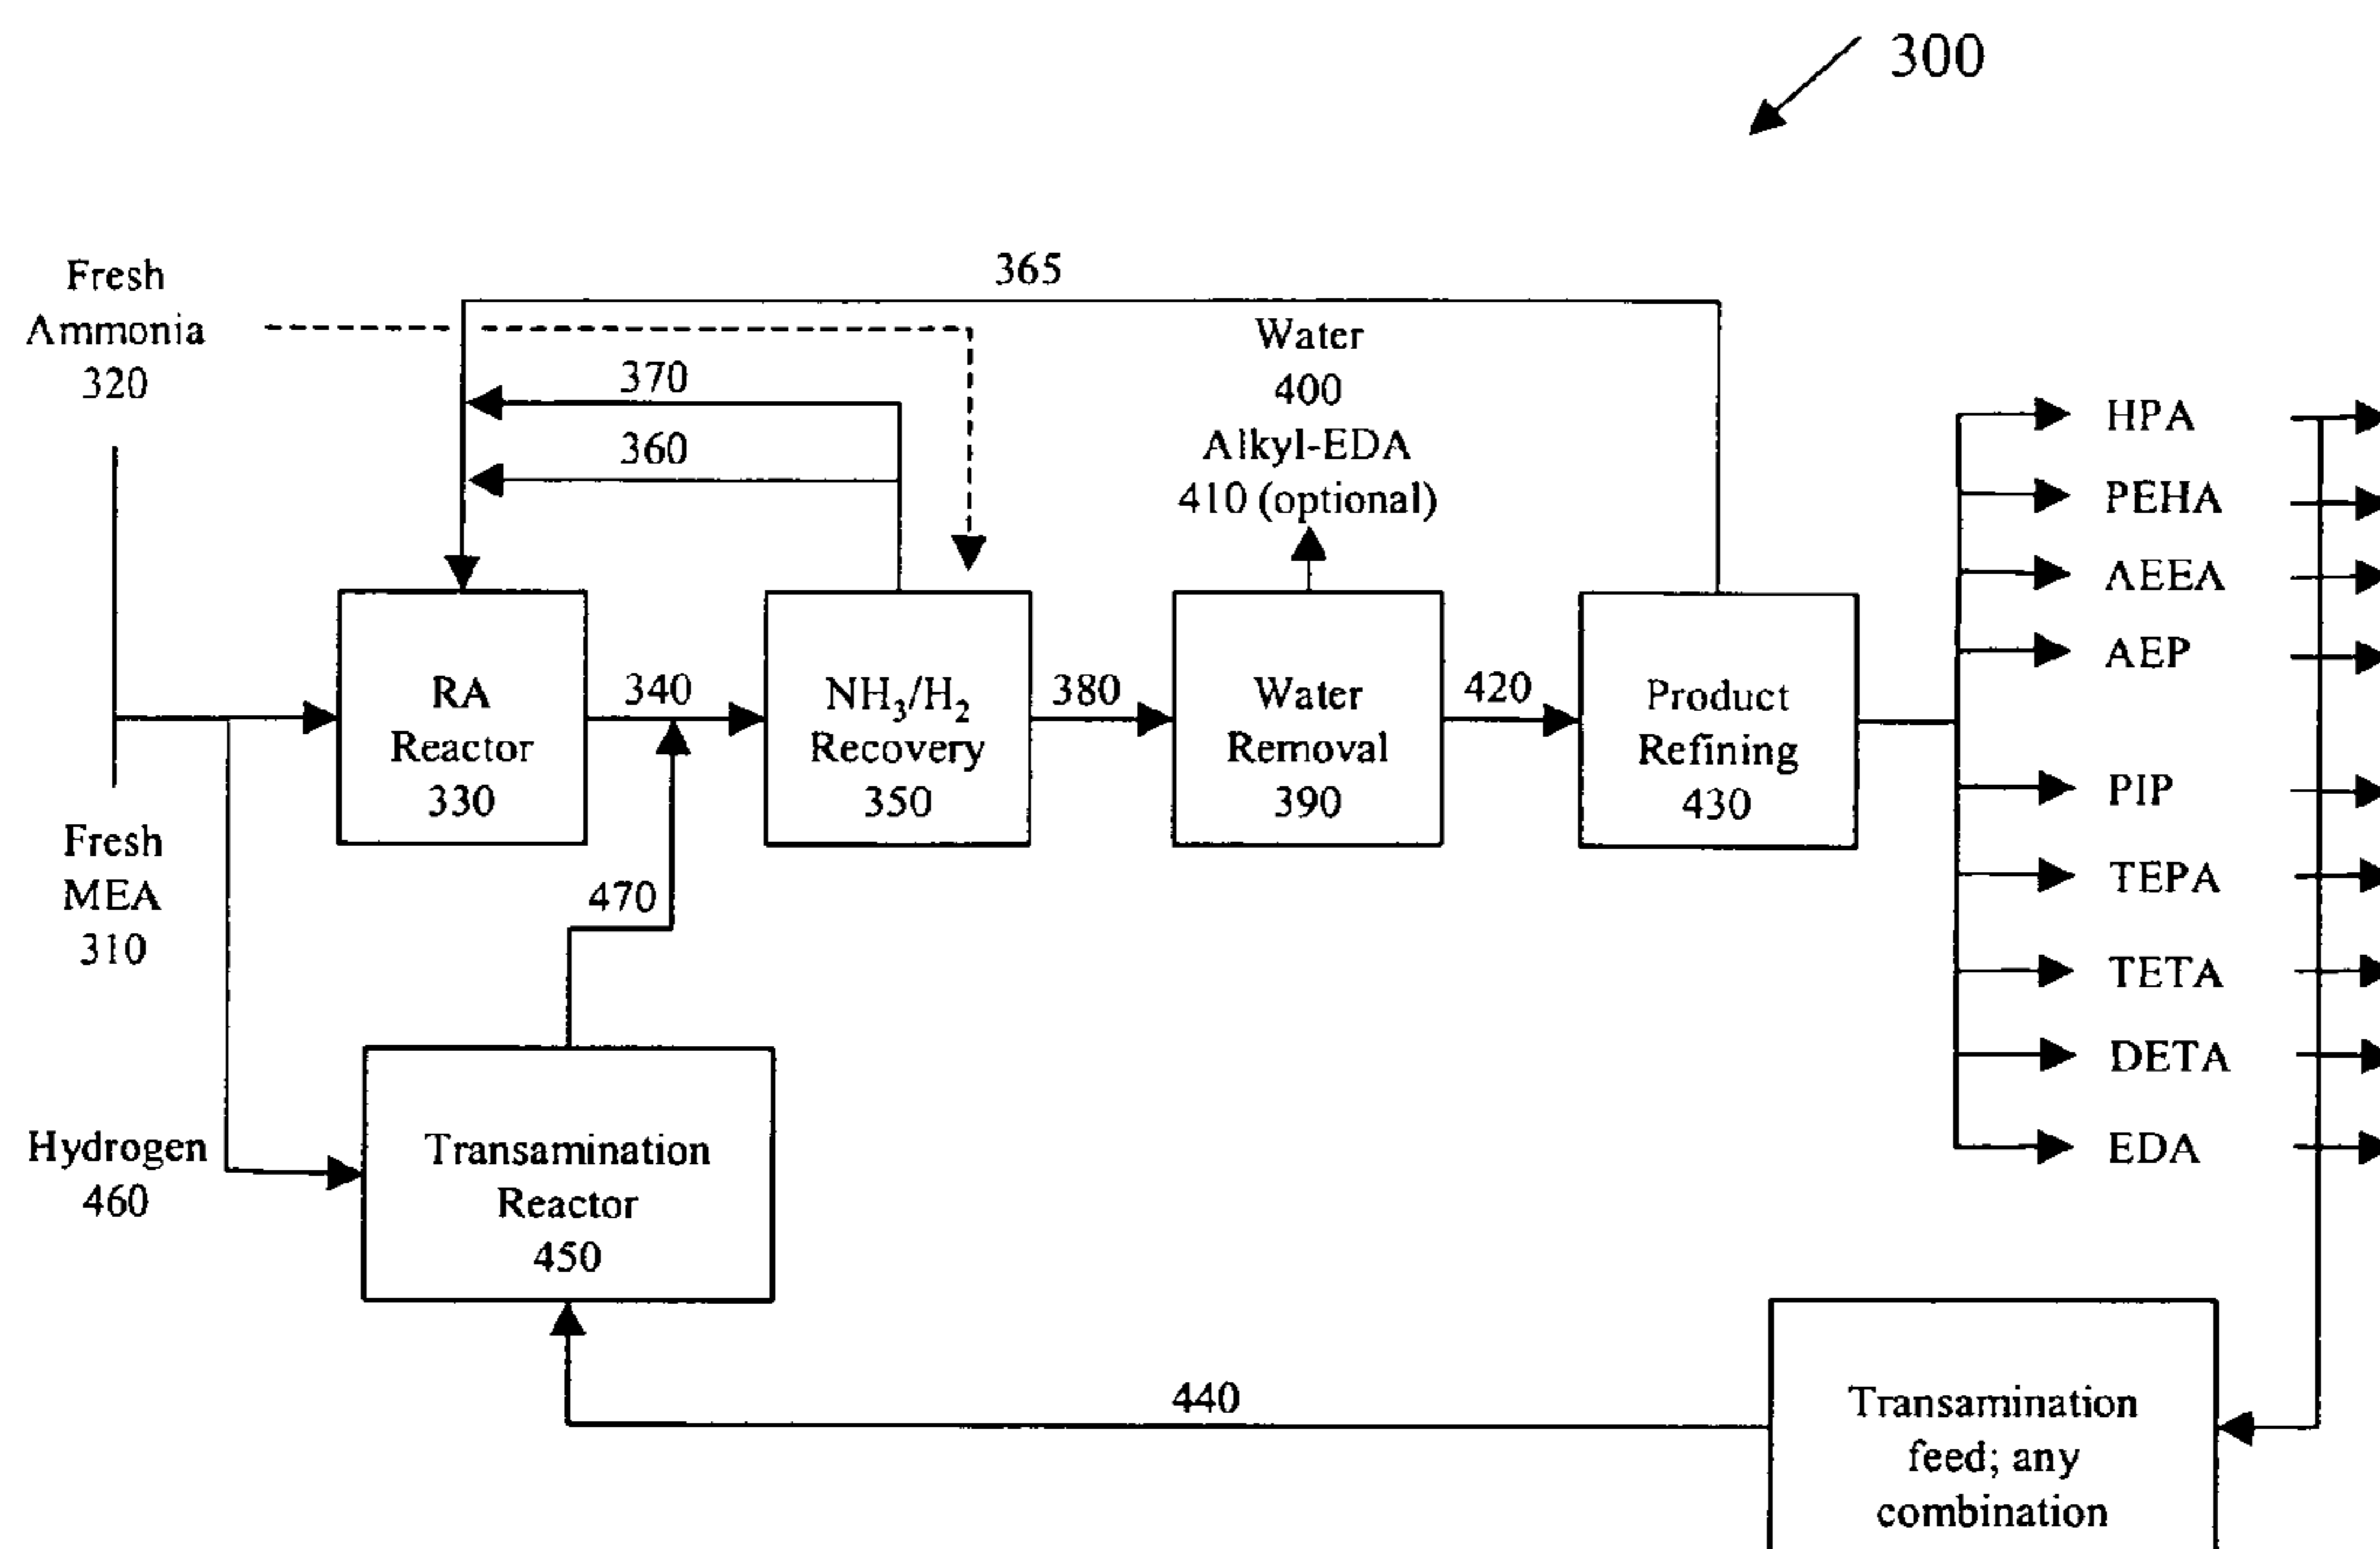 300
365
Fresh
Ammonia
320
370
360
Water
400
Alkyl-EDA
410 (optional)
HPA
PEHA
AEEA
AEP
PIP
TEPA
TETA
DETA
EDA
RA
Reactor
330
340
NH₃/H₂
Recovery
350
380
Water
Removal
390
420
Product
Refining
430
Fresh
MEA
310
470
Hydrogen
460
Transamination
Reactor
450
440
Transamination
feed; any
combination